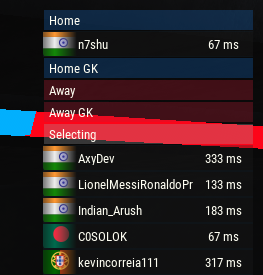 Home
n7shu 67 ms
Home GK
Away
Away GK
Selecting
AxyDev 333 ms
LionelMessiRonaldoPr 133 ms
Indian_Arush 183 ms
C0SOLOK 67 ms
kevincorreia111 317 ms